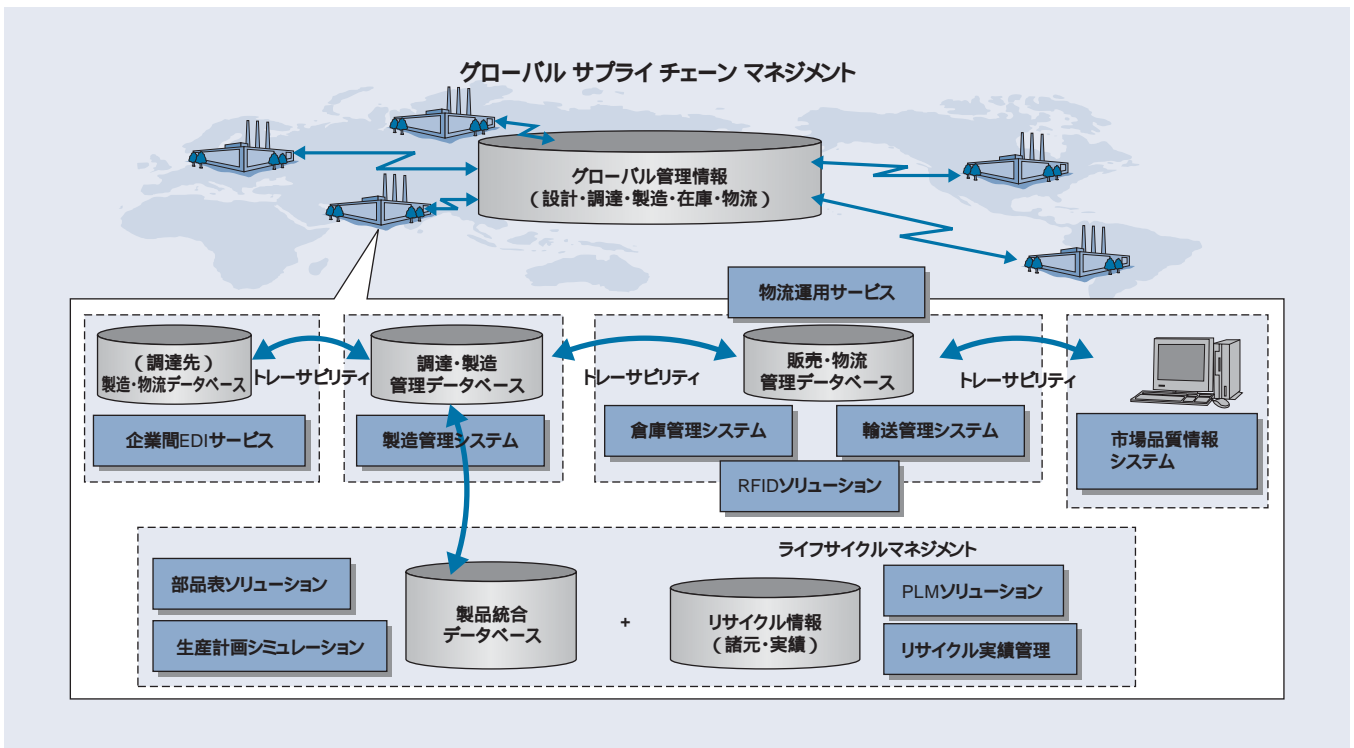 グローバル サプライ チェーン マネジメント
グローバル管理情報
（設計・調達・製造・在庫・物流）
物流運用サービス
（調達先）
製造・物流データベース
トレーサビリティ
調達・製造
管理データベース
トレーサビリティ
販売・物流
管理データベース
トレーサビリティ
企業間EDIサービス
製造管理システム
倉庫管理システム
輸送管理システム
市場品質情報
システム
RFIDソリューション
ライフサイクルマネジメント
部品表ソリューション
生産計画シミュレーション
製品統合
データベース
+
リサイクル情報
（諸元・実績）
PLMソリューション
リサイクル実績管理